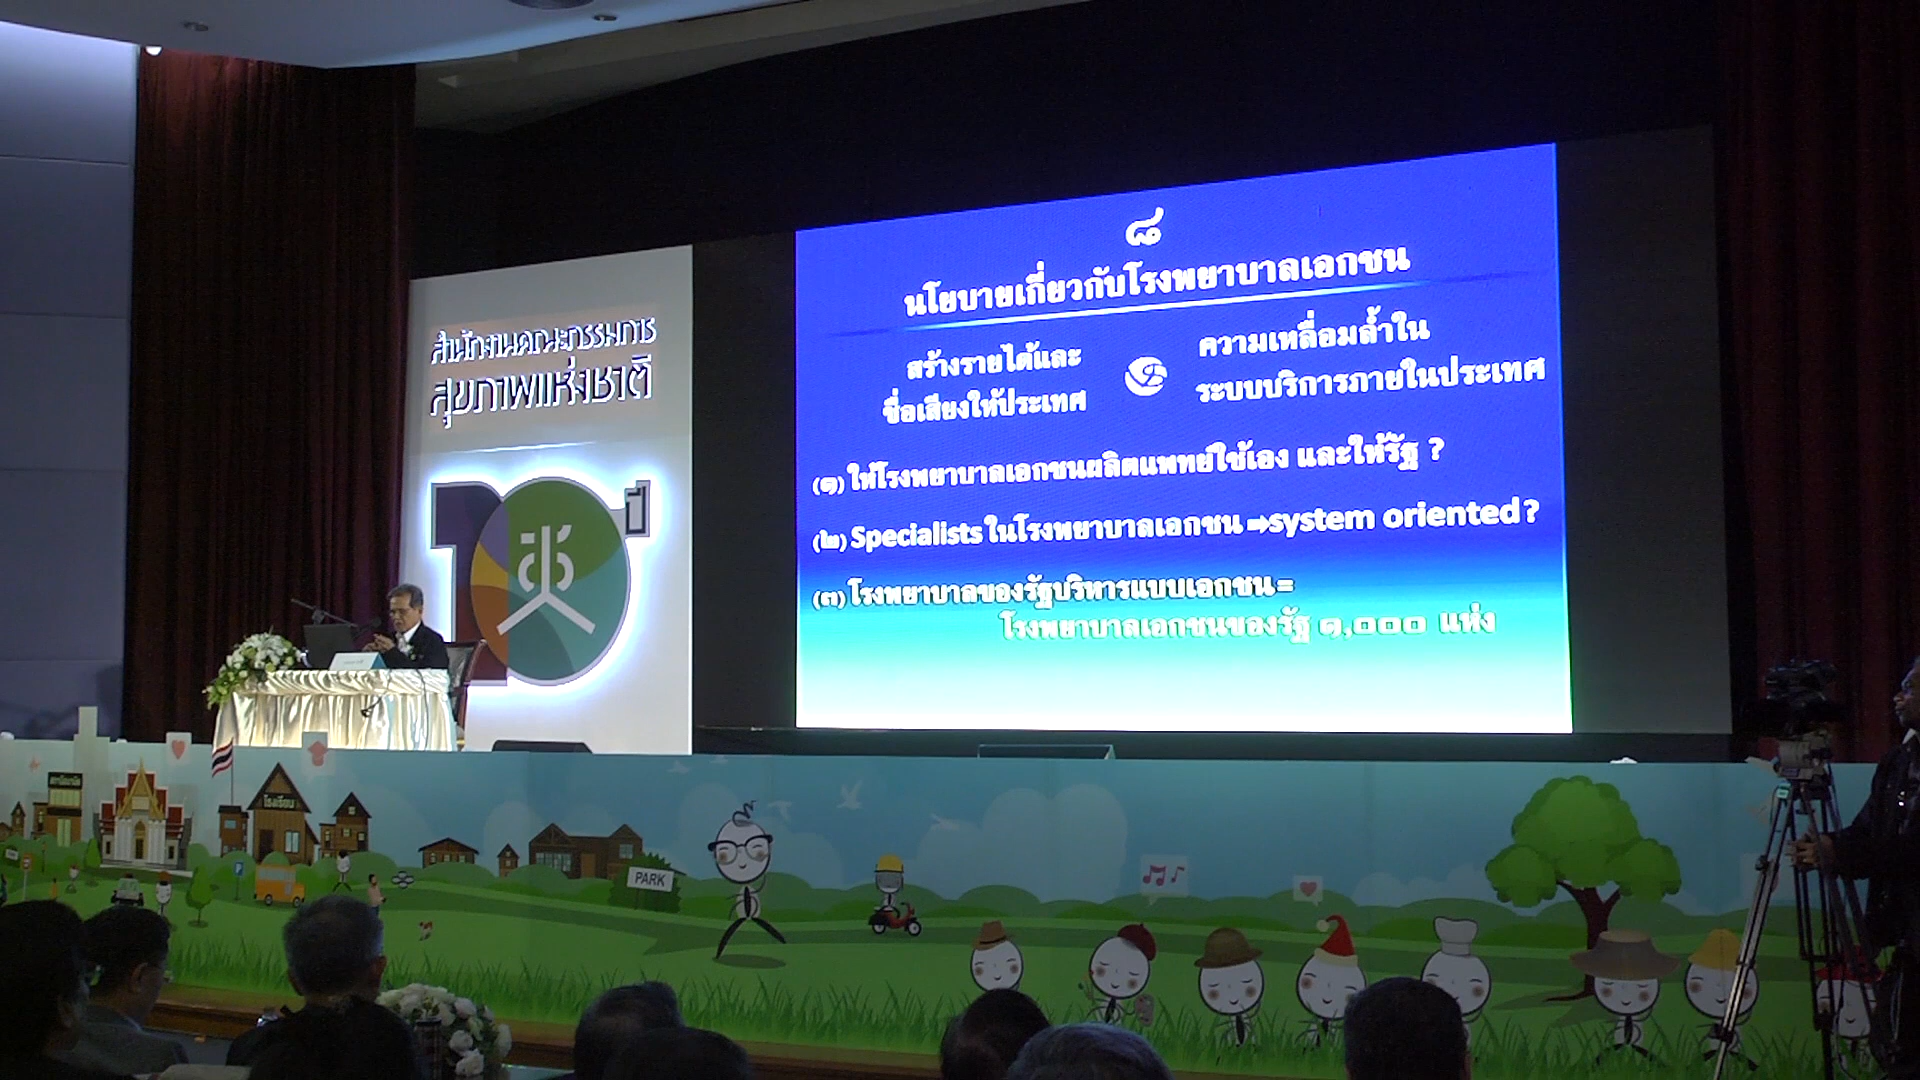 สำนักงานคณะกรรมการ
สุขภาพแห่งชาติ
10 ปี
๘
นโยบายเกี่ยวกับโรงพยาบาลเอกชน
สร้างรายได้และ
ชื่อเสียงให้ประเทศ
ความเหลื่อมล้ำใน
ระบบบริการภายในประเทศ
(๑) ให้โรงพยาบาลเอกชนผลิตแพทย์ใช้เอง และให้รัฐ ?
(๒) Specialists ในโรงพยาบาลเอกชน ➡system oriented?
(๓) โรงพยาบาลของรัฐบริหารแบบเอกชน=
โรงพยาบาลเอกชนของรัฐ ๑,๐๐๐ แห่ง
โรงเรียน
PARK